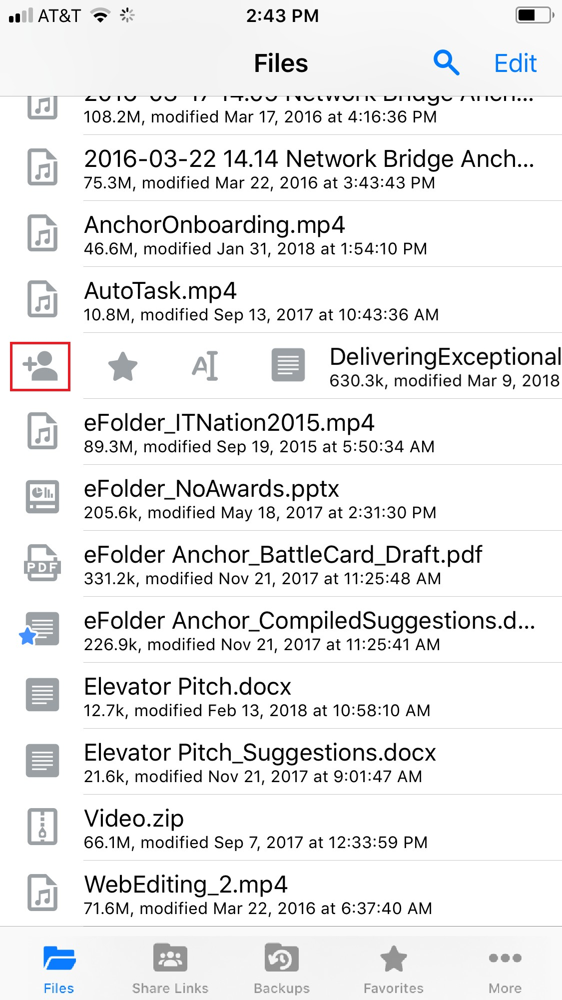 AT&T 2:43 PM
Files Edit
2016-03-17 14.05 Network Bridge Anch...
108.2M, modified Mar 17, 2016 at 4:16:36 PM
2016-03-22 14.14 Network Bridge Anch...
75.3M, modified Mar 22, 2016 at 3:43:43 PM
AnchorOnboarding.mp4
46.6M, modified Jan 31, 2018 at 1:54:10 PM
AutoTask.mp4
10.8M, modified Sep 13, 2017 at 10:43:36 AM
DeliveringExceptional
630.3k, modified Mar 9, 2018
eFolder_ITNation2015.mp4
89.3M, modified Sep 19, 2015 at 5:50:34 AM
eFolder_NoAwards.pptx
205.6k, modified May 18, 2017 at 2:31:30 PM
PDF
eFolder Anchor_BattleCard_Draft.pdf
331.2k, modified Nov 21, 2017 at 11:25:48 AM
eFolder Anchor_CompiledSuggestions.d...
226.9k, modified Nov 21, 2017 at 11:25:41 AM
Elevator Pitch.docx
12.7k, modified Feb 13, 2018 at 10:58:10 AM
Elevator Pitch_Suggestions.docx
21.6k, modified Nov 21, 2017 at 9:01:47 AM
Video.zip
66.1M, modified Sep 7, 2017 at 12:33:59 PM
WebEditing_2.mp4
71.6M, modified Mar 22, 2016 at 6:37:40 AM
Files Share Links Backups Favorites More